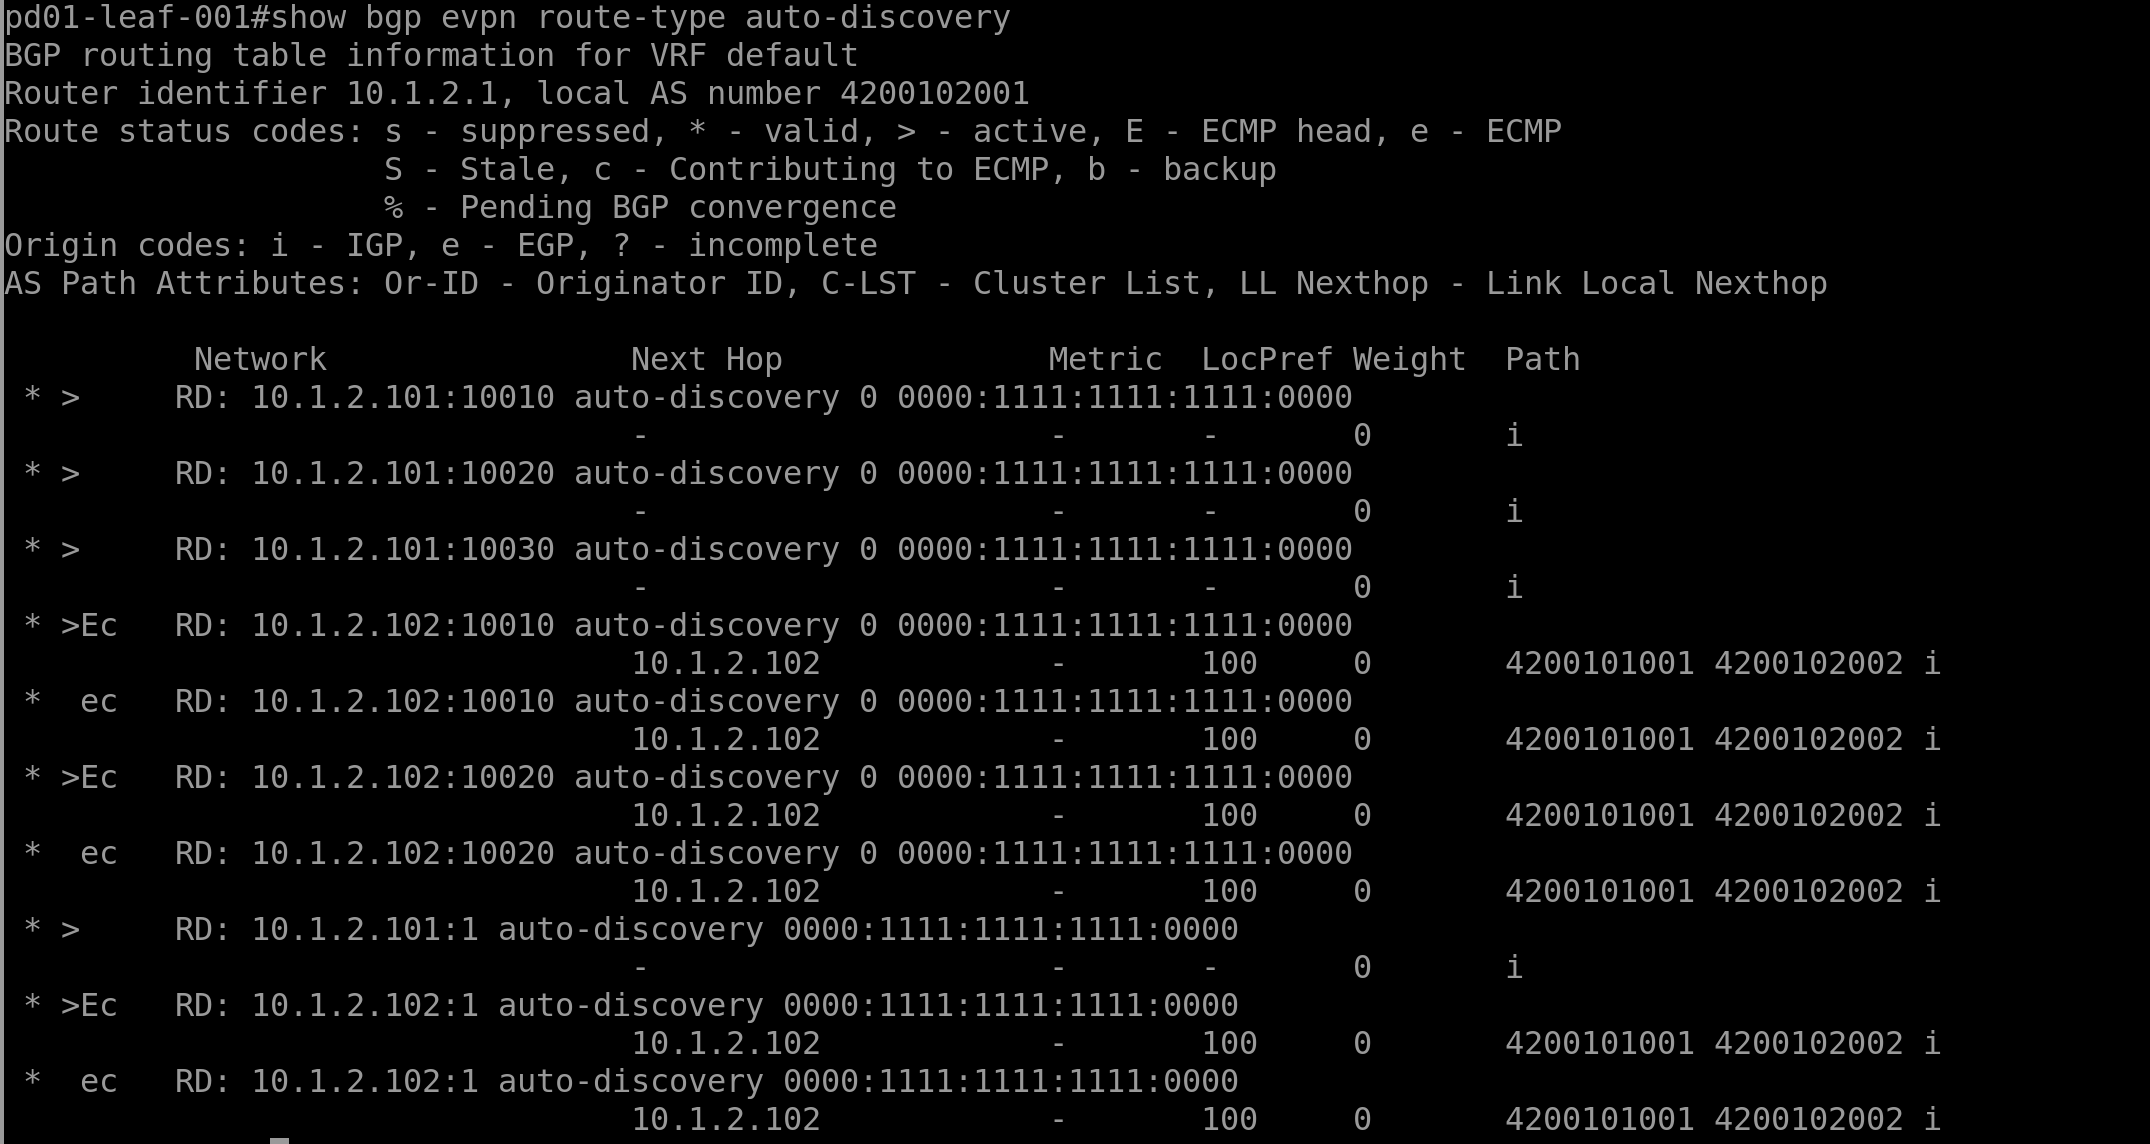 pd01-leaf-001#show bgp evpn route-type auto-discovery
BGP routing table information for VRF default
Router identifier 10.1.2.1, local AS number 4200102001
Route status codes: s - suppressed, * - valid, > - active, E - ECMP head, e - ECMP
                    S - Stale, c - Contributing to ECMP, b - backup
                    % - Pending BGP convergence
Origin codes: i - IGP, e - EGP, ? - incomplete
AS Path Attributes: Or-ID - Originator ID, C-LST - Cluster List, LL Nexthop - Link Local Nexthop

          Network                Next Hop              Metric  LocPref Weight  Path
 * >     RD: 10.1.2.101:10010 auto-discovery 0 0000:1111:1111:1111:0000
                                 -                     -       -       0       i
 * >     RD: 10.1.2.101:10020 auto-discovery 0 0000:1111:1111:1111:0000
                                 -                     -       -       0       i
 * >     RD: 10.1.2.101:10030 auto-discovery 0 0000:1111:1111:1111:0000
                                 -                     -       -       0       i
 * >Ec   RD: 10.1.2.102:10010 auto-discovery 0 0000:1111:1111:1111:0000
                                 10.1.2.102            -       100     0       4200101001 4200102002 i
 *  ec   RD: 10.1.2.102:10010 auto-discovery 0 0000:1111:1111:1111:0000
                                 10.1.2.102            -       100     0       4200101001 4200102002 i
 * >Ec   RD: 10.1.2.102:10020 auto-discovery 0 0000:1111:1111:1111:0000
                                 10.1.2.102            -       100     0       4200101001 4200102002 i
 *  ec   RD: 10.1.2.102:10020 auto-discovery 0 0000:1111:1111:1111:0000
                                 10.1.2.102            -       100     0       4200101001 4200102002 i
 * >     RD: 10.1.2.101:1 auto-discovery 0000:1111:1111:1111:0000
                                 -                     -       -       0       i
 * >Ec   RD: 10.1.2.102:1 auto-discovery 0000:1111:1111:1111:0000
                                 10.1.2.102            -       100     0       4200101001 4200102002 i
 *  ec   RD: 10.1.2.102:1 auto-discovery 0000:1111:1111:1111:0000
                                 10.1.2.102            -       100     0       4200101001 4200102002 i